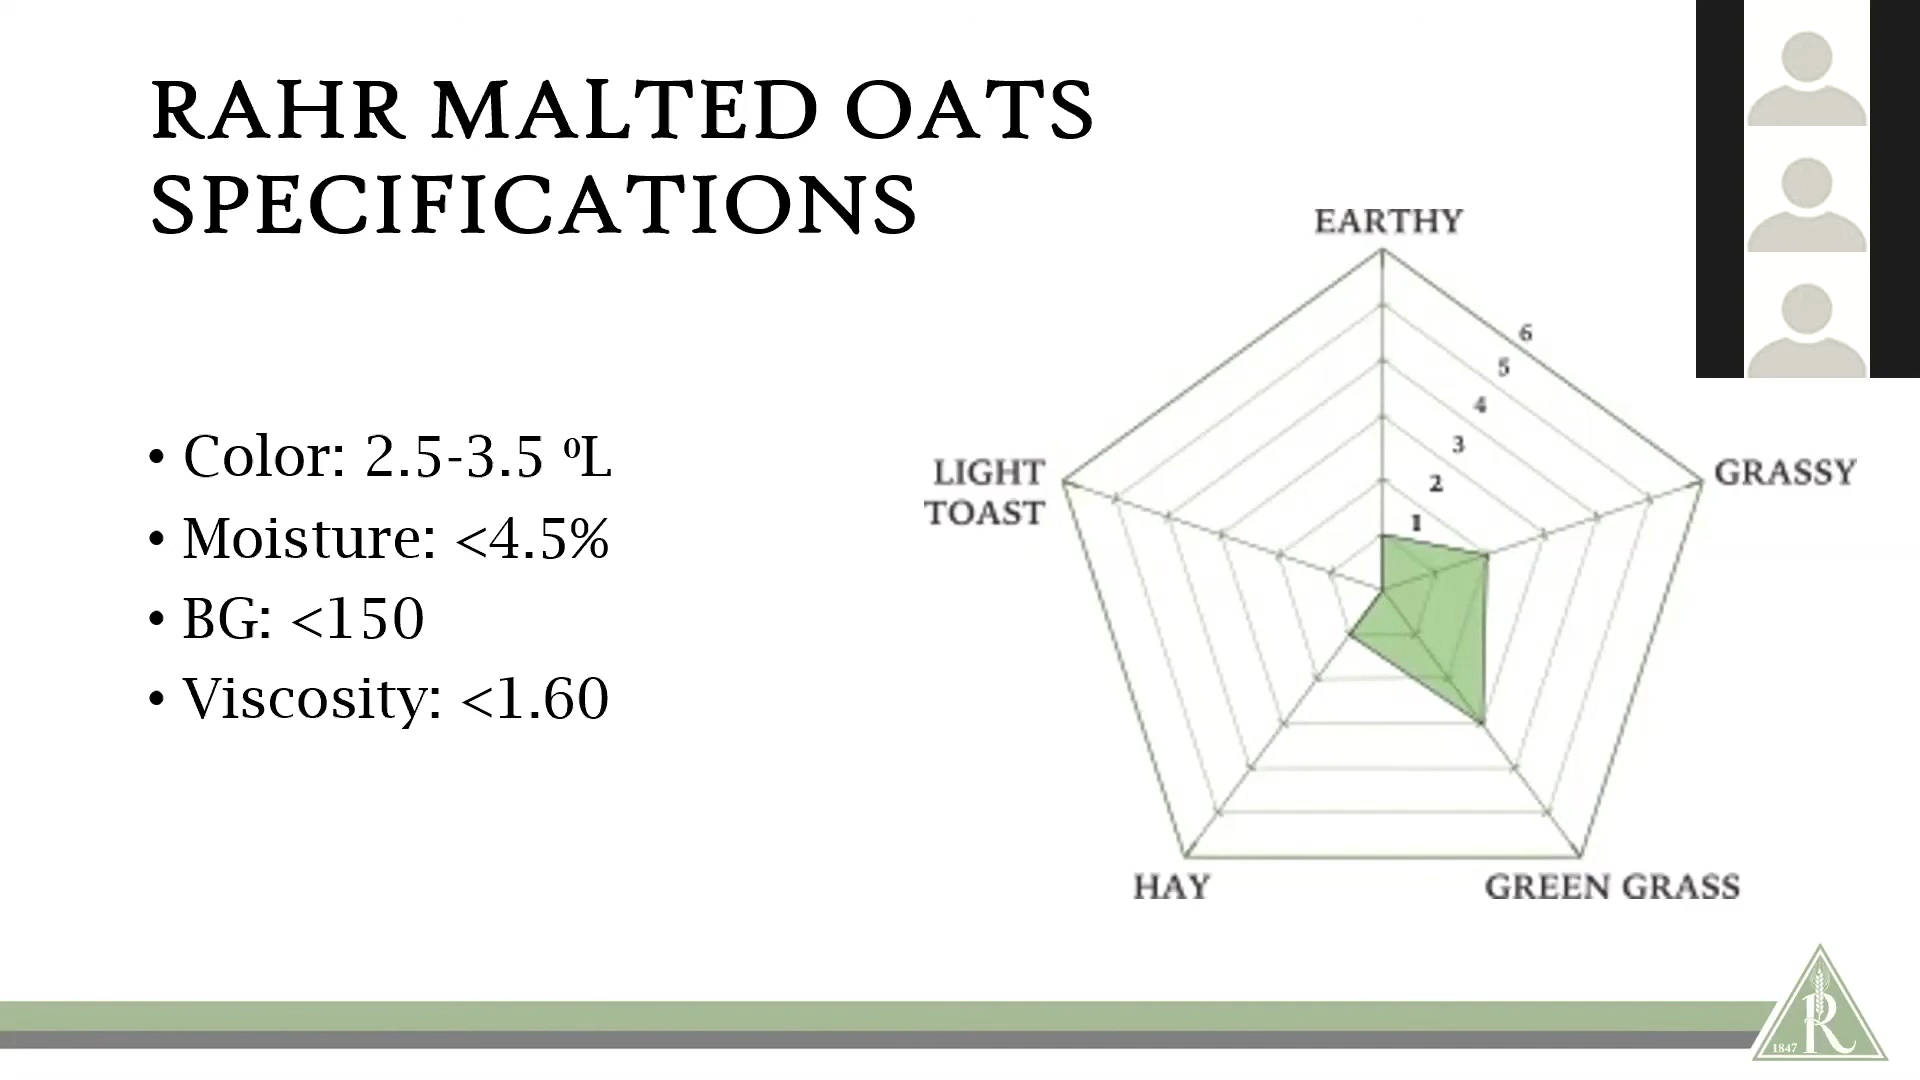 RAHR MALTED OATS
SPECIFICATIONS
• Color: 2.5-3.5 ⁰L
• Moisture: <4.5%
• BG: <150
• Viscosity: <1.60
EARTHY
6
5
4
3
2
1
LIGHT
TOAST
GRASSY
HAY
GREEN GRASS
R
1847